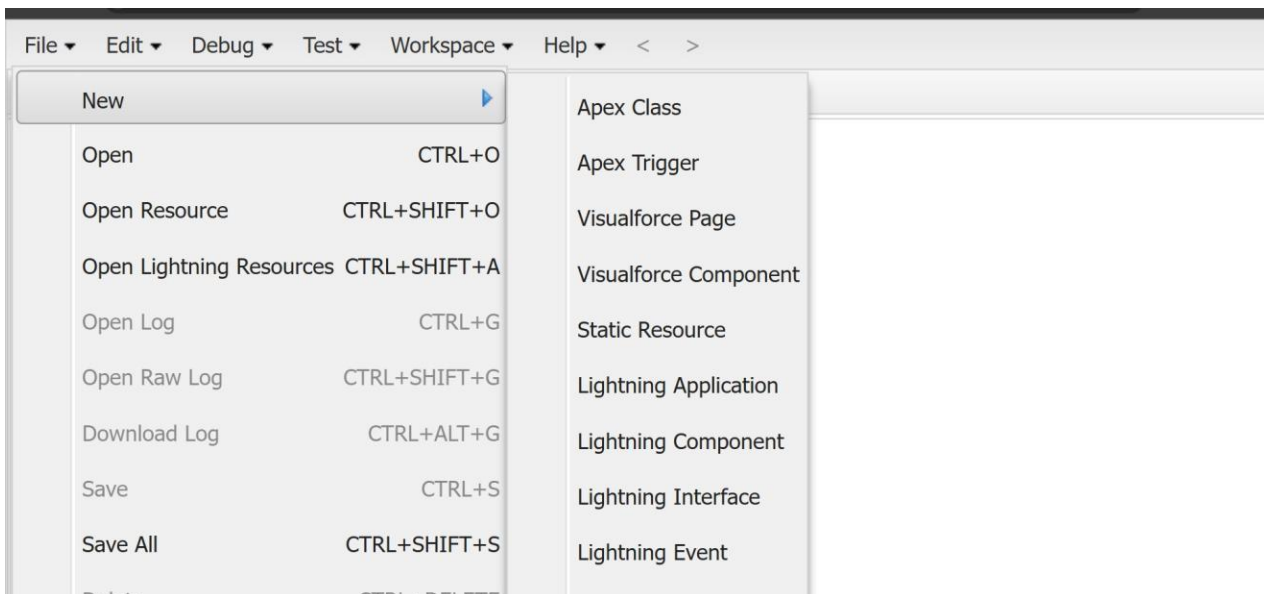 File Edit Debug Test Workspace Help < >
New
Open CTRL+O
Open Resource CTRL+SHIFT+O
Open Lightning Resources CTRL+SHIFT+A
Open Log CTRL+G
Open Raw Log CTRL+SHIFT+G
Download Log CTRL+ALT+G
Save CTRL+S
Save All CTRL+SHIFT+S
Apex Class
Apex Trigger
Visualforce Page
Visualforce Component
Static Resource
Lightning Application
Lightning Component
Lightning Interface
Lightning Event